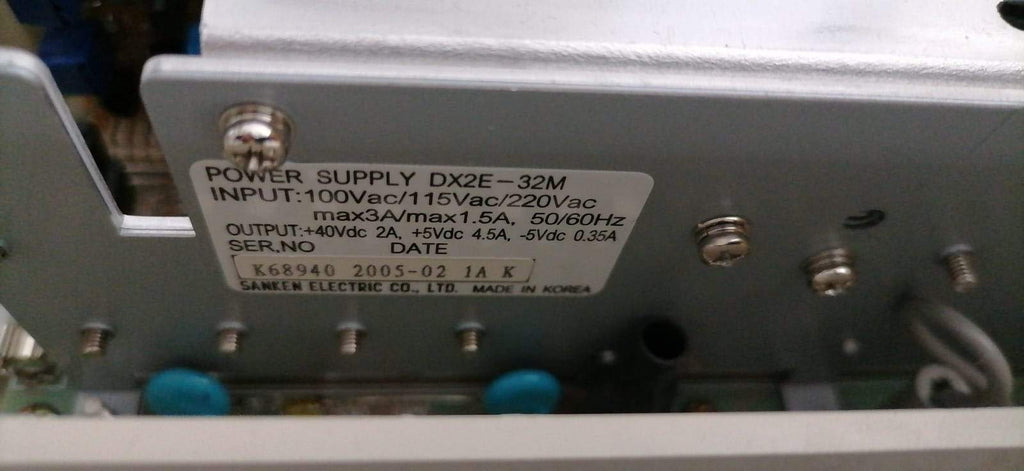 POWER SUPPLY DX2E-32M
INPUT:100Vac/115Vac/220Vac
max3A/max1.5A, 50/60Hz
OUTPUT:+40Vdc 2A, +5Vdc 4.5A, -5Vdc 0.35A
SER.NO DATE
K68940 2005-02 1A K
SANKEN ELECTRIC CO., LTD. MADE IN KOREA